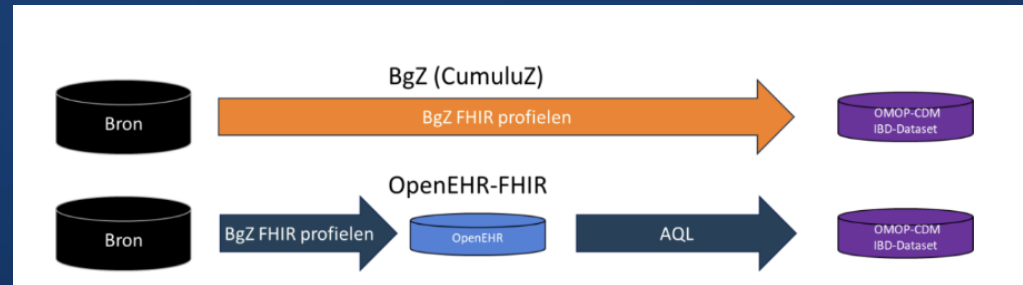 BgZ (CumuluZ)
Bron
BgZ FHIR profielen
OMOP-CDM
IBD-Dataset
OpenEHR-FHIR
Bron
BgZ FHIR profielen
OpenEHR
AQL
OMOP-CDM
IBD-Dataset